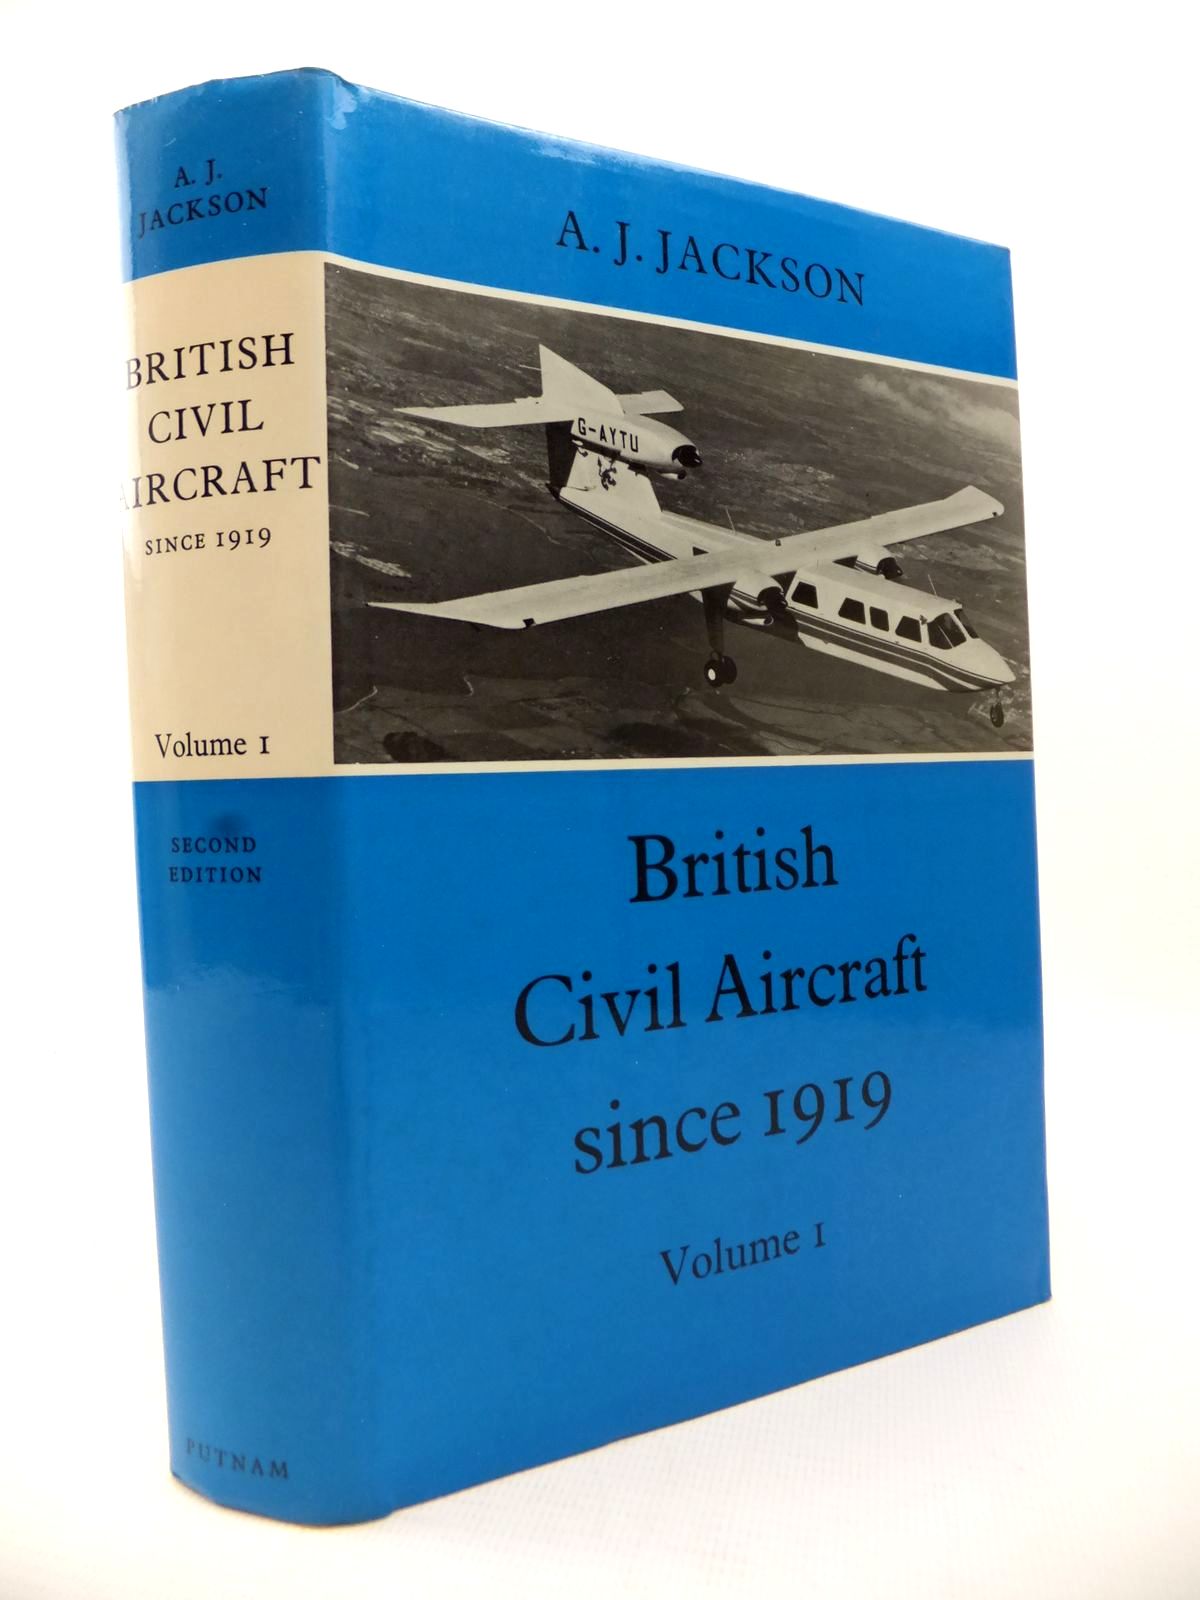 A. J.
JACKSON
BRITISH
CIVIL
AIRCRAFT
SINCE 1919
Volume 1
SECOND
EDITION
PUTNAM
A. J. JACKSON
G-AYTU
British
Civil Aircraft
since 1919
Volume 1